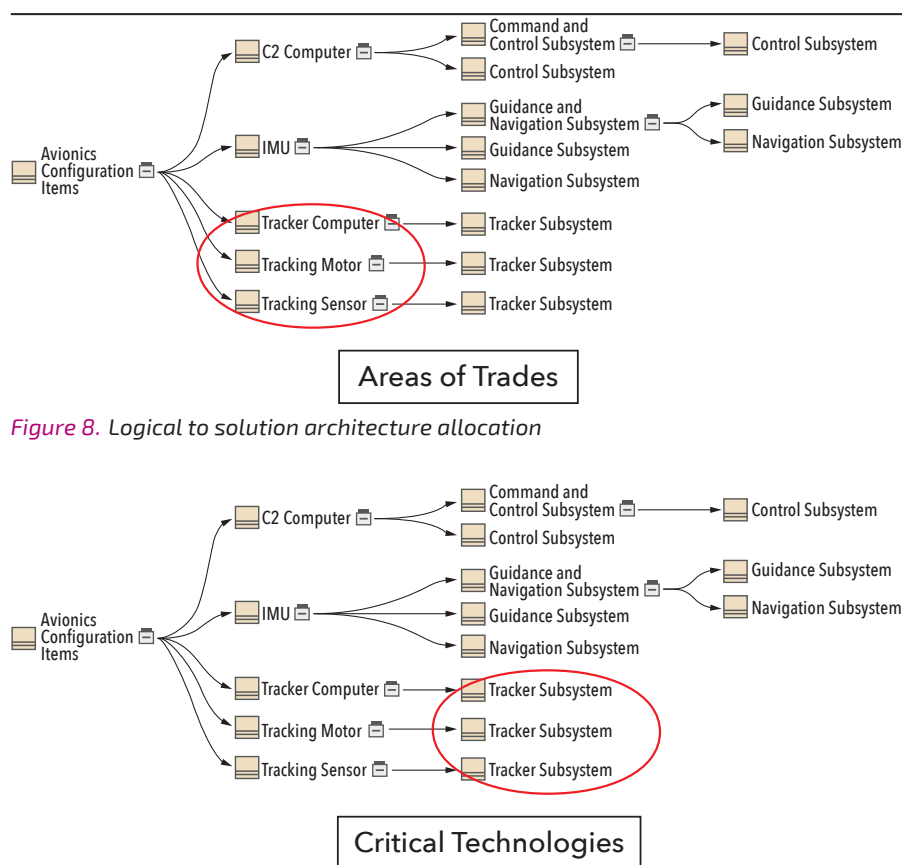 Command and
Control Subsystem
Control Subsystem
C2 Computer
Control Subsystem
Guidance and
Navigation Subsystem
Guidance Subsystem
Navigation Subsystem
IMU
Guidance Subsystem
Navigation Subsystem
Avionics
Configuration
Items
Tracker Computer
Tracker Subsystem
Tracking Motor
Tracker Subsystem
Tracking Sensor
Tracker Subsystem
Areas of Trades
Figure 8. Logical to solution architecture allocation
Command and
Control Subsystem
Control Subsystem
C2 Computer
Control Subsystem
Guidance and
Navigation Subsystem
Guidance Subsystem
Navigation Subsystem
IMU
Guidance Subsystem
Navigation Subsystem
Avionics
Configuration
Items
Tracker Computer
Tracker Subsystem
Tracking Motor
Tracker Subsystem
Tracking Sensor
Tracker Subsystem
Critical Technologies